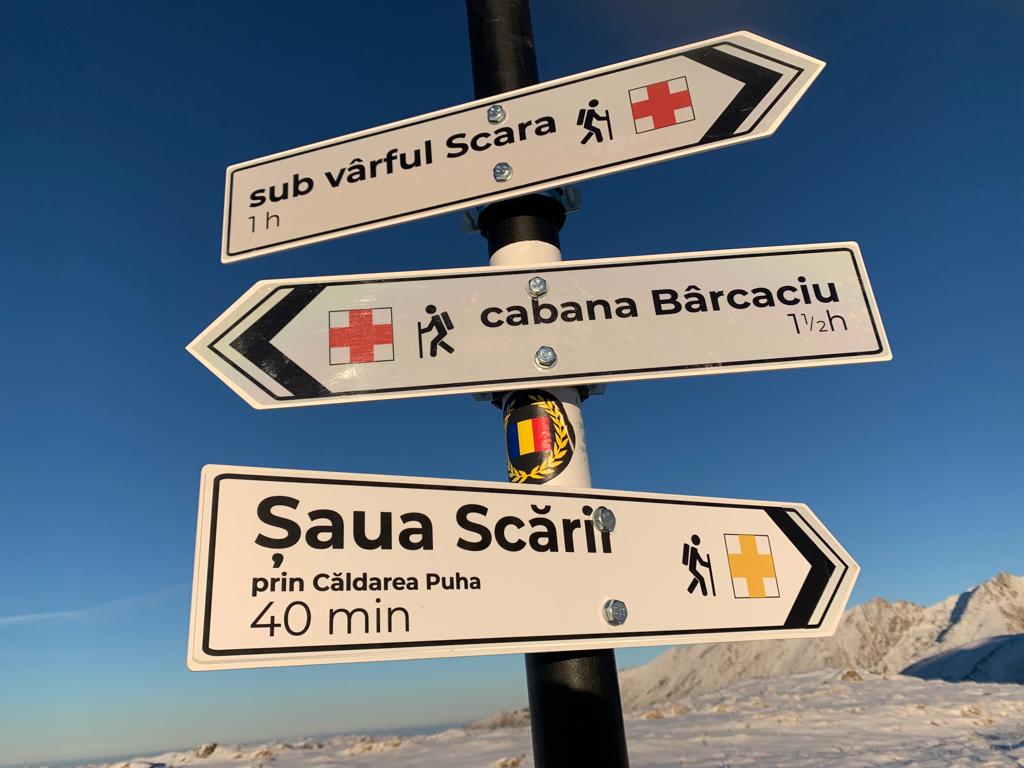 sub vârful Scara
1 h
cabana Bârcaciu
1½h
Șaua Scării
prin Căldarea Puha
40 min